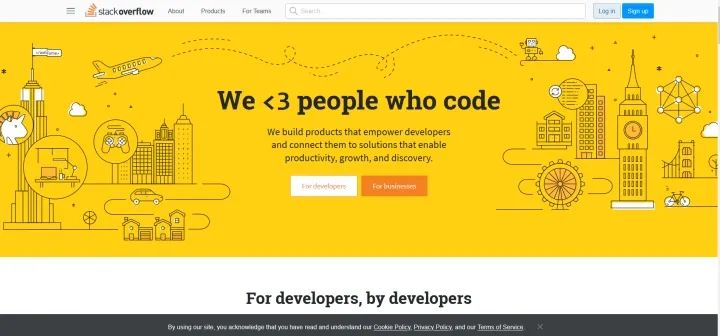 stackoverflow
About
Products
For Teams
Search
Log in
Sign up
We <3 people who code
We build products that empower developers
and connect them to solutions that enable
productivity, growth, and discovery.
For developers
For businesses
For developers, by developers
By using our site, you acknowledge that you have read and understand our Cookie Policy, Privacy Policy, and our Terms of Service.